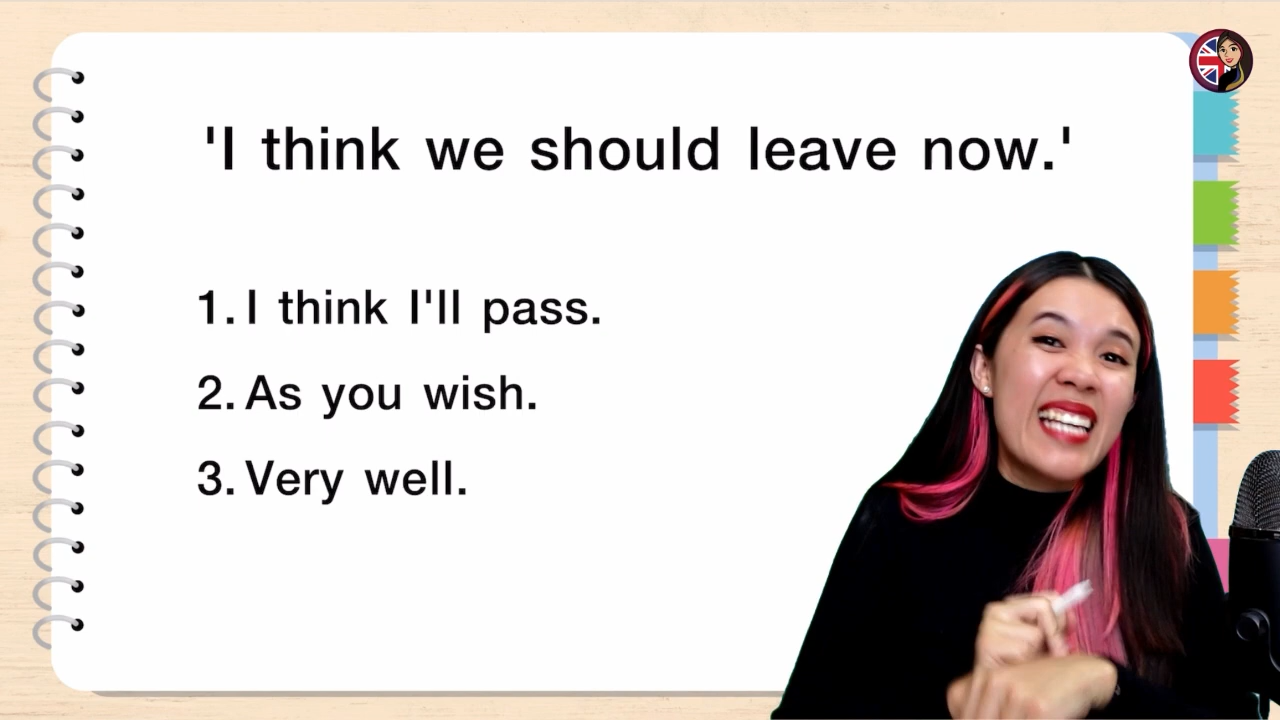 'I think we should leave now.'
1. I think I'll pass.
2. As you wish.
3. Very well.